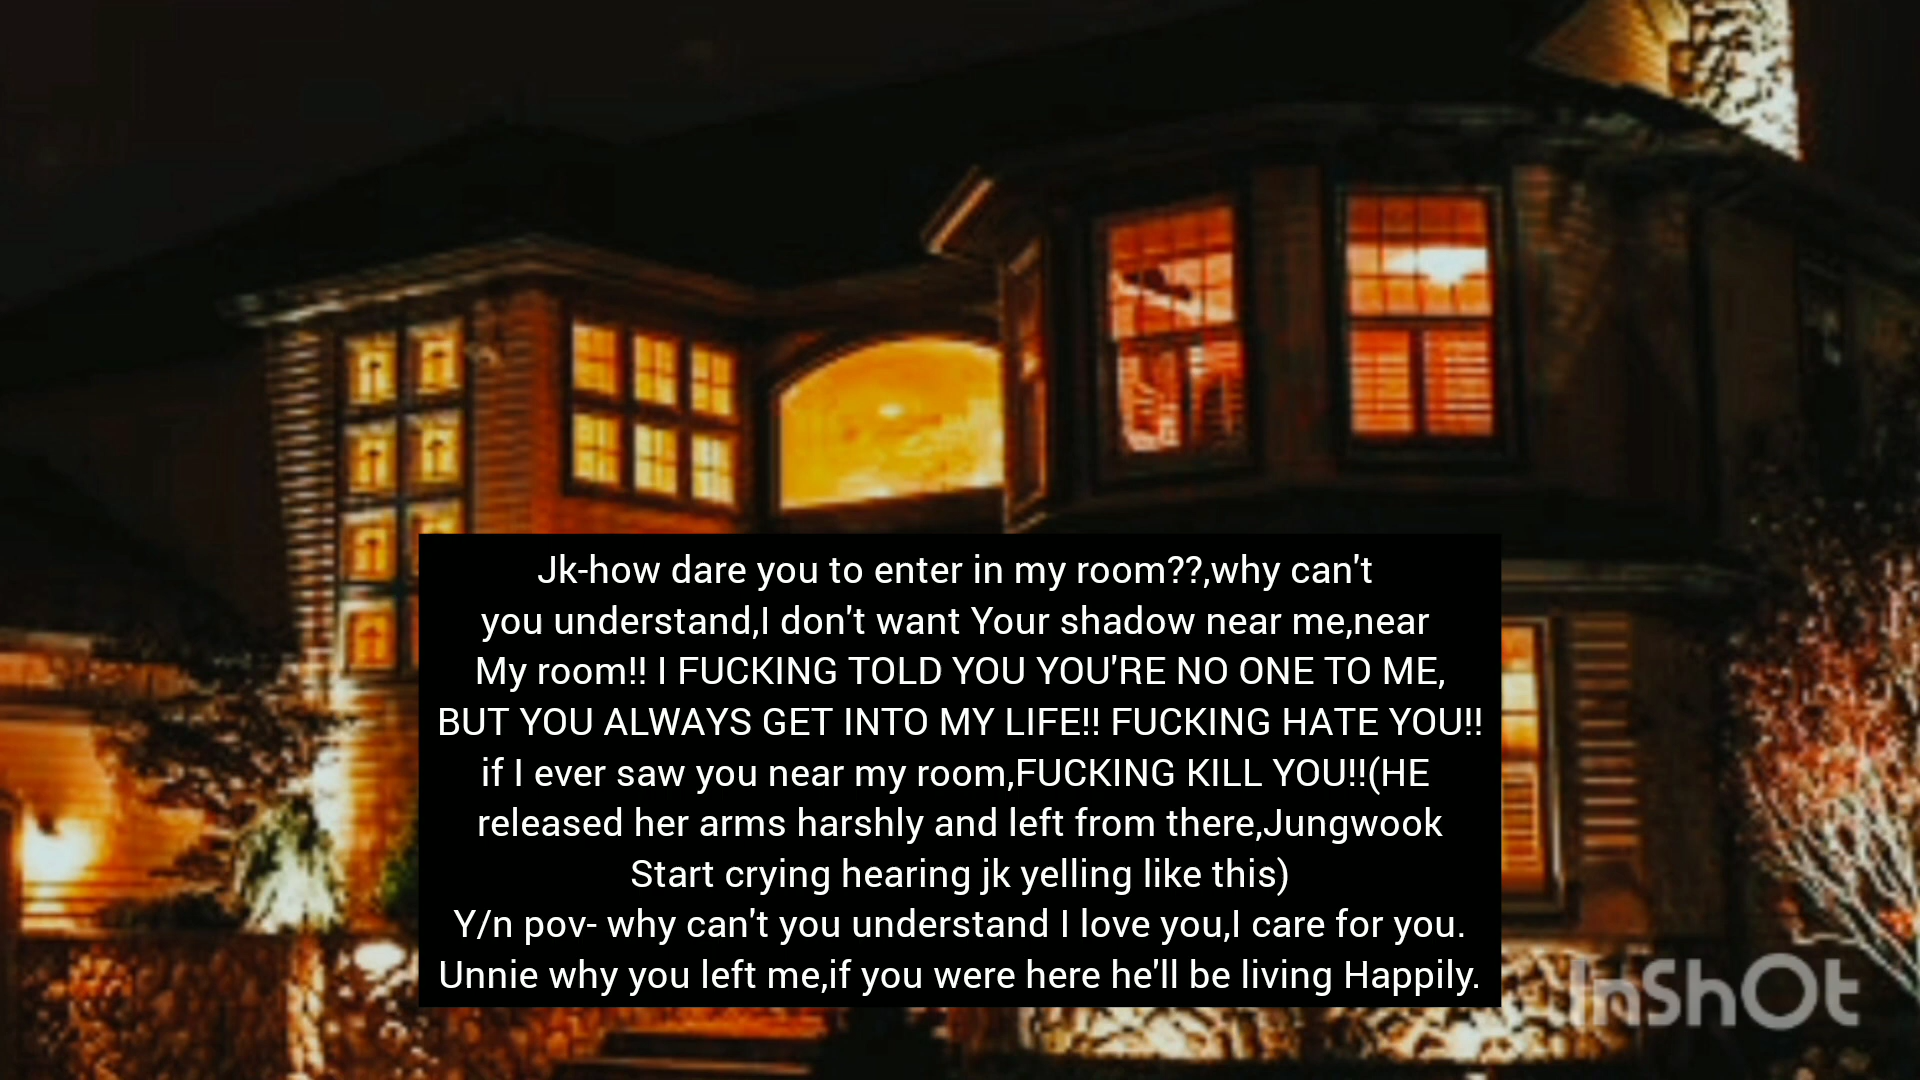 Jk-how dare you to enter in my room??,why can't
you understand,I don't want Your shadow near me,near
My room!! I FUCKING TOLD YOU YOU'RE NO ONE TO ME,
BUT YOU ALWAYS GET INTO MY LIFE!! FUCKING HATE YOU!!
if I ever saw you near my room,FUCKING KILL YOU!!(HE
released her arms harshly and left from there,Jungwook
Start crying hearing jk yelling like this)
Y/n pov- why can't you understand I love you,I care for you.
Unnie why you left me,if you were here he'll be living Happily.
InShOt